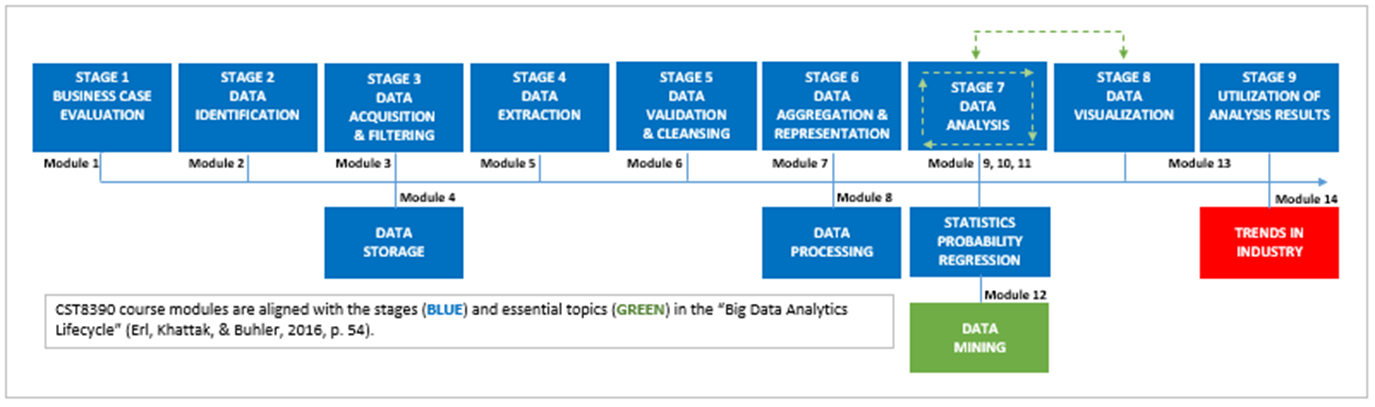 STAGE 1
BUSINESS CASE
EVALUATION
STAGE 2
DATA
IDENTIFICATION
STAGE 3
DATA
ACQUISITION
& FILTERING
STAGE 4
DATA
EXTRACTION
STAGE 5
DATA
VALIDATION
& CLEANSING
STAGE 6
DATA
AGGREGATION &
REPRESENTATION
STAGE 7
DATA
ANALYSIS
STAGE 8
DATA
VISUALIZATION
STAGE 9
UTILIZATION OF
ANALYSIS RESULTS
Module 1
Module 2
Module 3
Module 5
Module 6
Module 7
Module 9, 10, 11
Module 13
Module 4
Module 8
Module 14
DATA
STORAGE
DATA
PROCESSING
STATISTICS
PROBABILITY
REGRESSION
TRENDS IN
INDUSTRY
Module 12
DATA
MINING
CST8390 course modules are aligned with the stages (BLUE) and essential topics (GREEN) in the “Big Data Analytics
Lifecycle” (Erl, Khattak, & Buhler, 2016, p. 54).